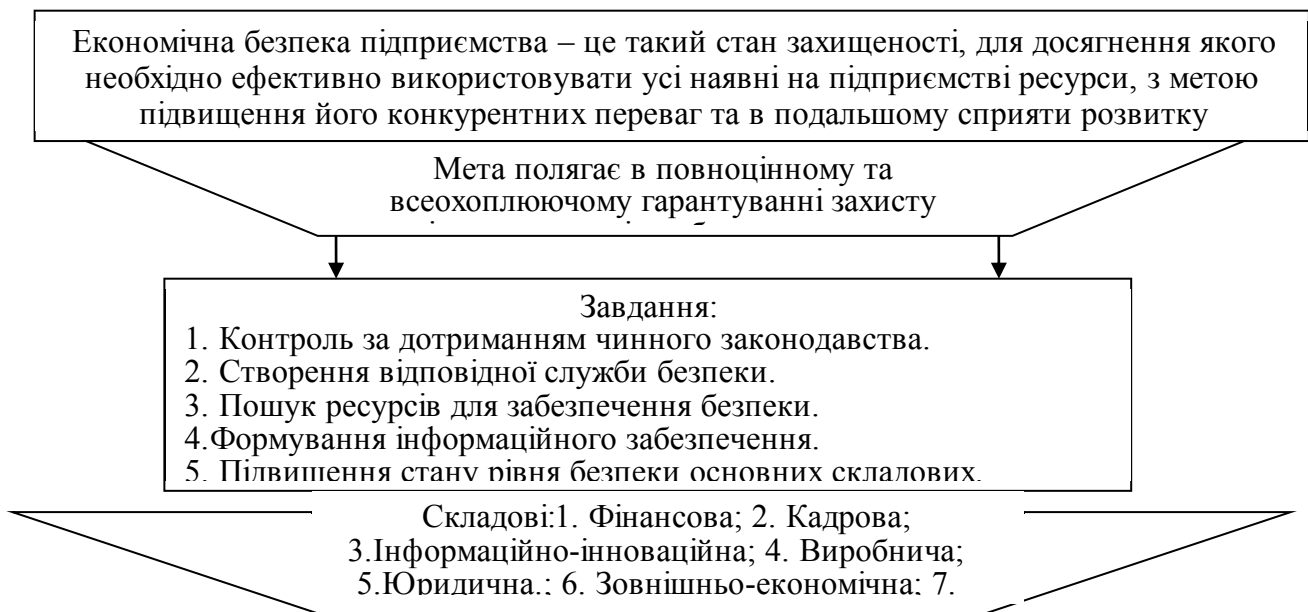 Економічна безпека підприємства – це такий стан захищеності, для досягнення якого
необхідно ефективно використовувати усі наявні на підприємстві ресурси, з метою
підвищення його конкурентних переваг та в подальшому сприяти розвитку
Мета полягає в повноцінному та
всеохоплюючому гарантуванні захисту
Завдання:
1. Контроль за дотриманням чинного законодавства.
2. Створення відповідної служби безпеки.
3. Пошук ресурсів для забезпечення безпеки.
4.Формування інформаційного забезпечення.
5. Підвищення стану рівня безпеки основних складових.
Складові:1. Фінансова; 2. Кадрова;
3.Інформаційно-інноваційна; 4. Виробнича;
5.Юридична.; 6. Зовнішньо-економічна; 7.